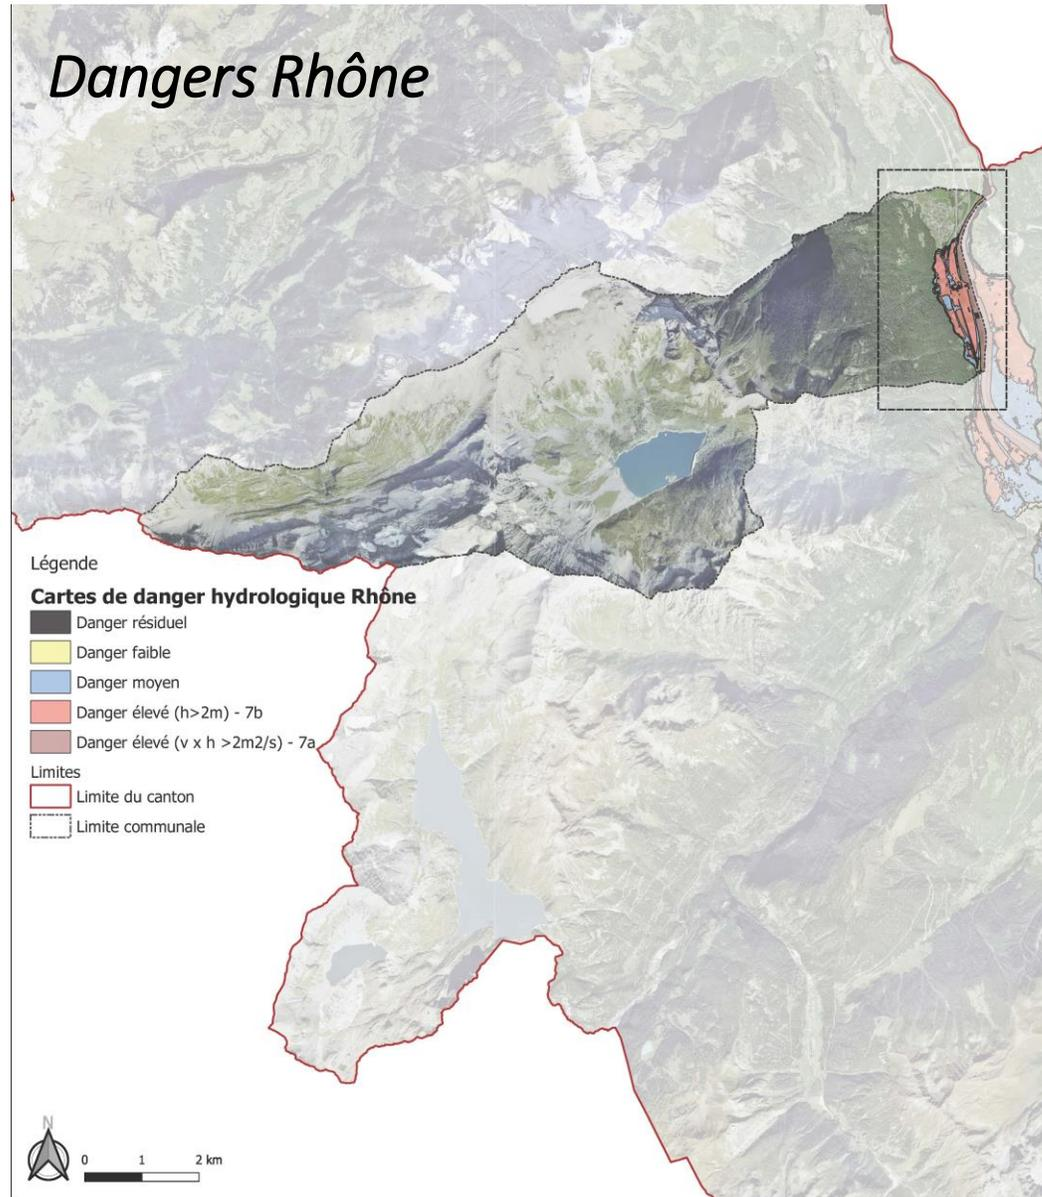 Dangers Rhône
Légende
Cartes de danger hydrologique Rhône
Danger résiduel
Danger faible
Danger moyen
Danger élevé (h>2m) - 7b
Danger élevé (v x h >2m2/s) - 7a
Limites
Limite du canton
Limite communale
N
0 1 2 km